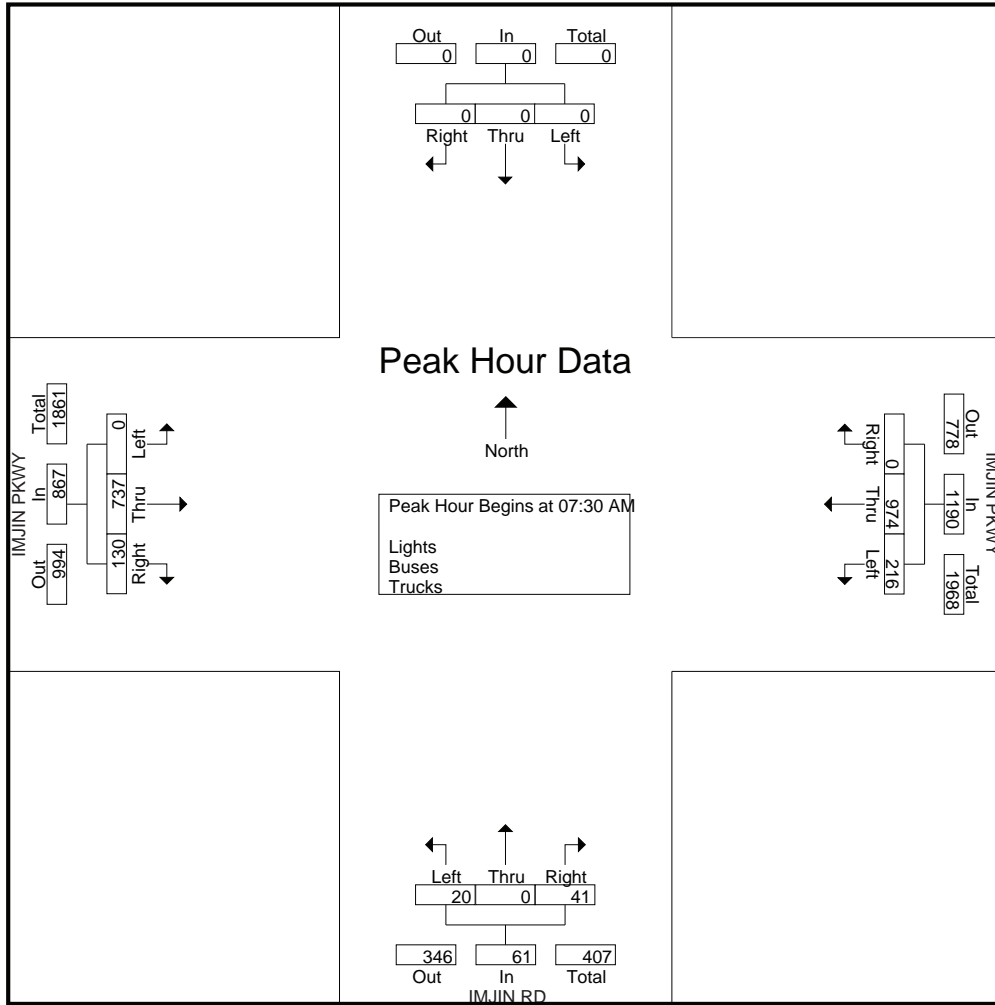 Out In Total
0 0 0
0 0 0
Right Thru Left
Peak Hour Data
North
Peak Hour Begins at 07:30 AM
Lights
Buses
Trucks
IMJIN PKWY
Total In Out
1861 867 994
0 737 130
Left Thru Right
Right Thru Left
0 974 216
778 1190 1968
Out In Total
IMJIN PKWY
Left Thru Right
20 0 41
346 61 407
Out In Total
IMJIN RD